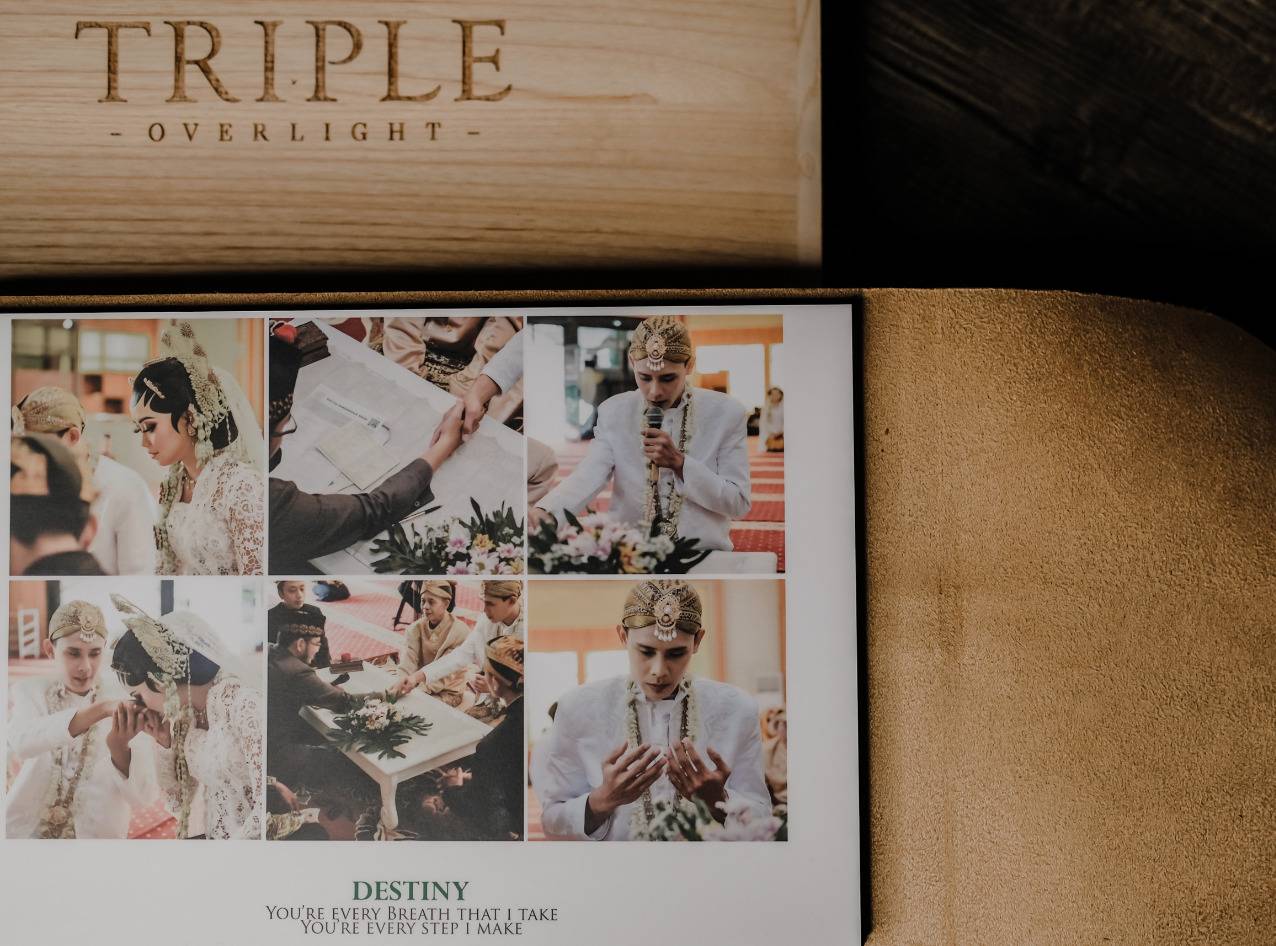 TRIPLE
- OVERLIGHT -
DESTINY
YOU'RE EVERY BREATH THAT I TAKE
YOU'RE EVERY STEP I MAKE